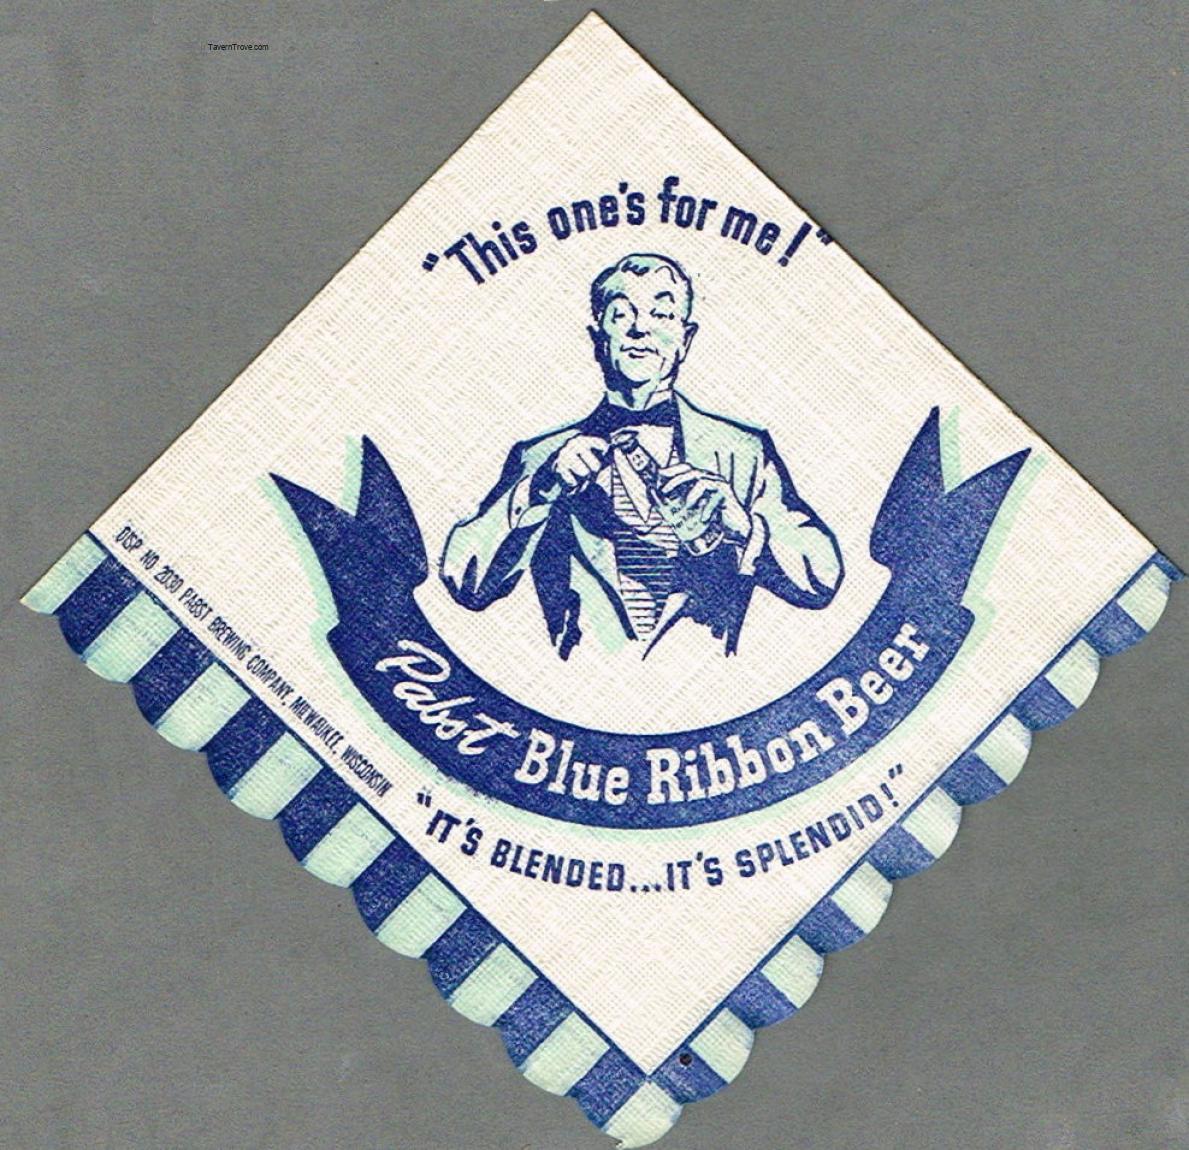 TavernTrove.com
"This one's for me!"
Pabst Blue Ribbon Beer
"IT'S BLENDED...IT'S SPLENDID!"
DISP. NO. 2030 PABST BREWING COMPANY, MILWAUKEE, WISCONSIN